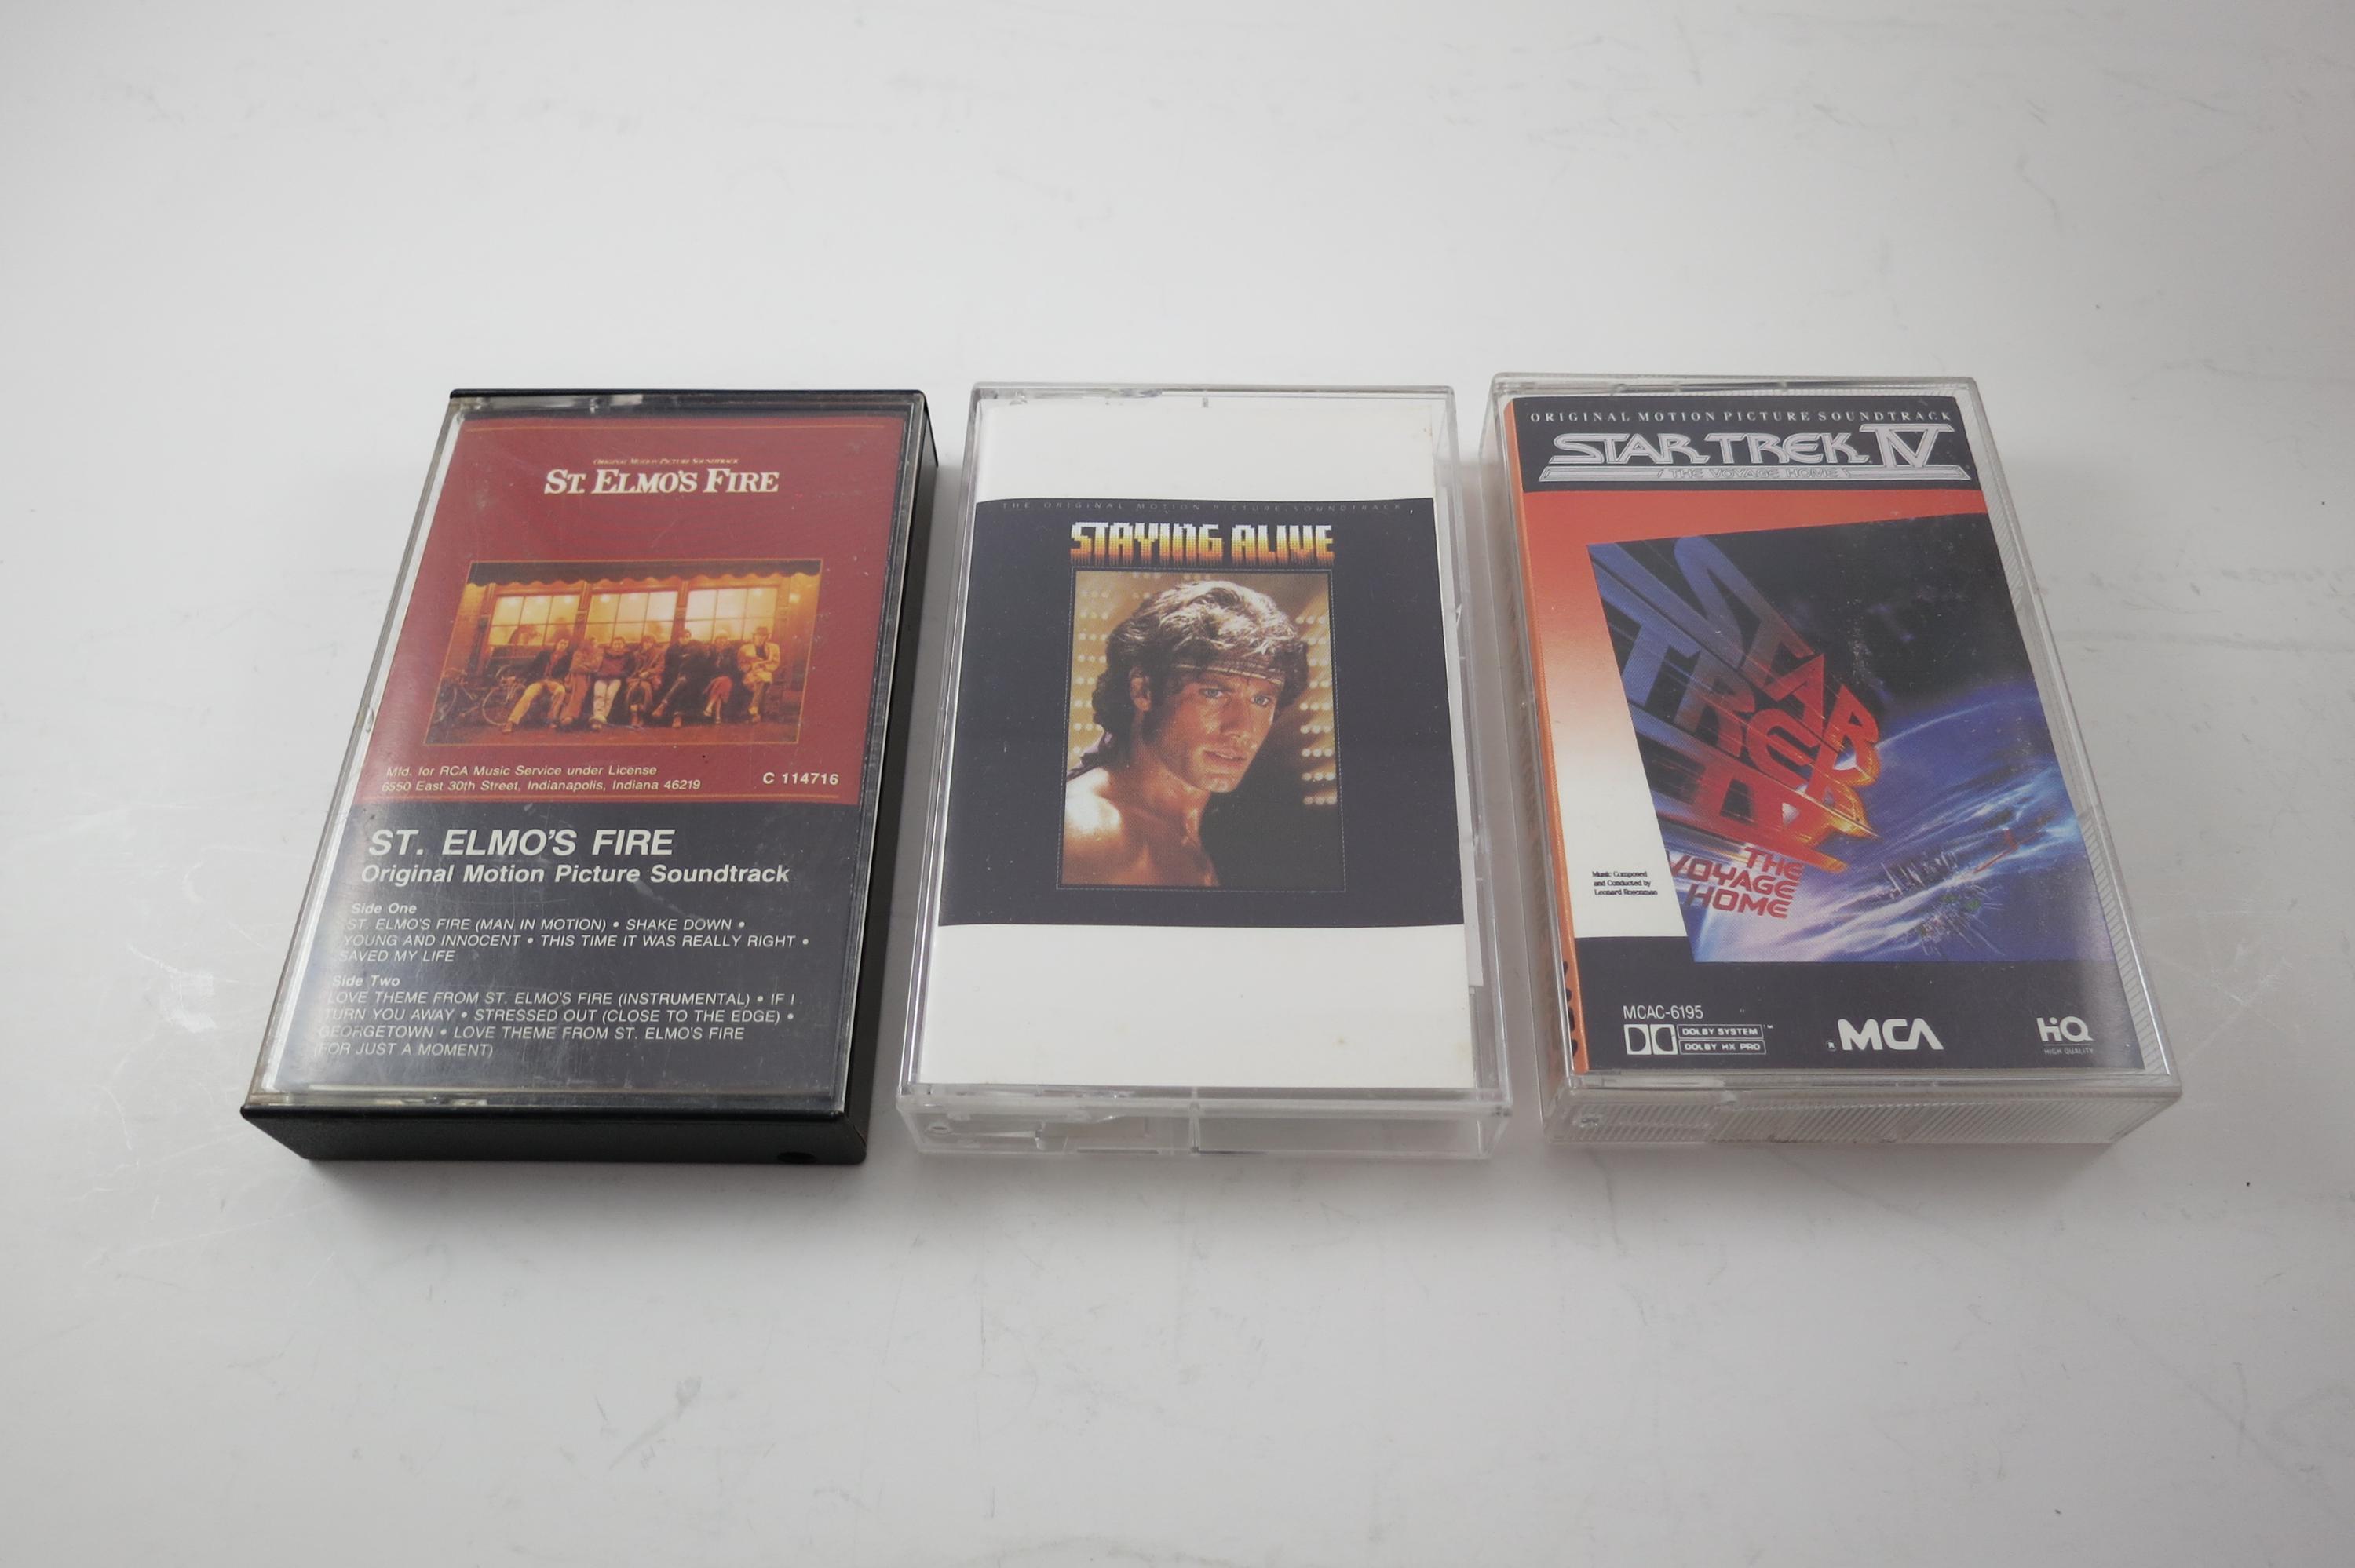 ORIGINAL MOTION PICTURE SOUNDTRACK
ST. ELMO'S FIRE
Mfd. for RCA Music Service under License
6550 East 30th Street, Indianapolis, Indiana 46219
C 114716
ST. ELMO'S FIRE
Original Motion Picture Soundtrack
Side One
ST. ELMO'S FIRE (MAN IN MOTION) • SHAKE DOWN •
YOUNG AND INNOCENT • THIS TIME IT WAS REALLY RIGHT •
SAVED MY LIFE
Side Two
LOVE THEME FROM ST. ELMO'S FIRE (INSTRUMENTAL) • IF I
TURN YOU AWAY • STRESSED OUT (CLOSE TO THE EDGE) •
GEORGETOWN • LOVE THEME FROM ST. ELMO'S FIRE
FOR JUST A MOMENT)
THE ORIGINAL MOTION PICTURE SOUNDTRACK
STAYING ALIVE
ORIGINAL MOTION PICTURE SOUNDTRACK
STAR TREK IV
THE VOYAGE HOME
STAR
TREK
IV
THE
VOYAGE
HOME
Music Composed
and Conducted by
Leonard Rosenman
MCAC-6195
DOLBY SYSTEM
DOLBY HX PRO
MCA
HiQ
HIGH QUALITY